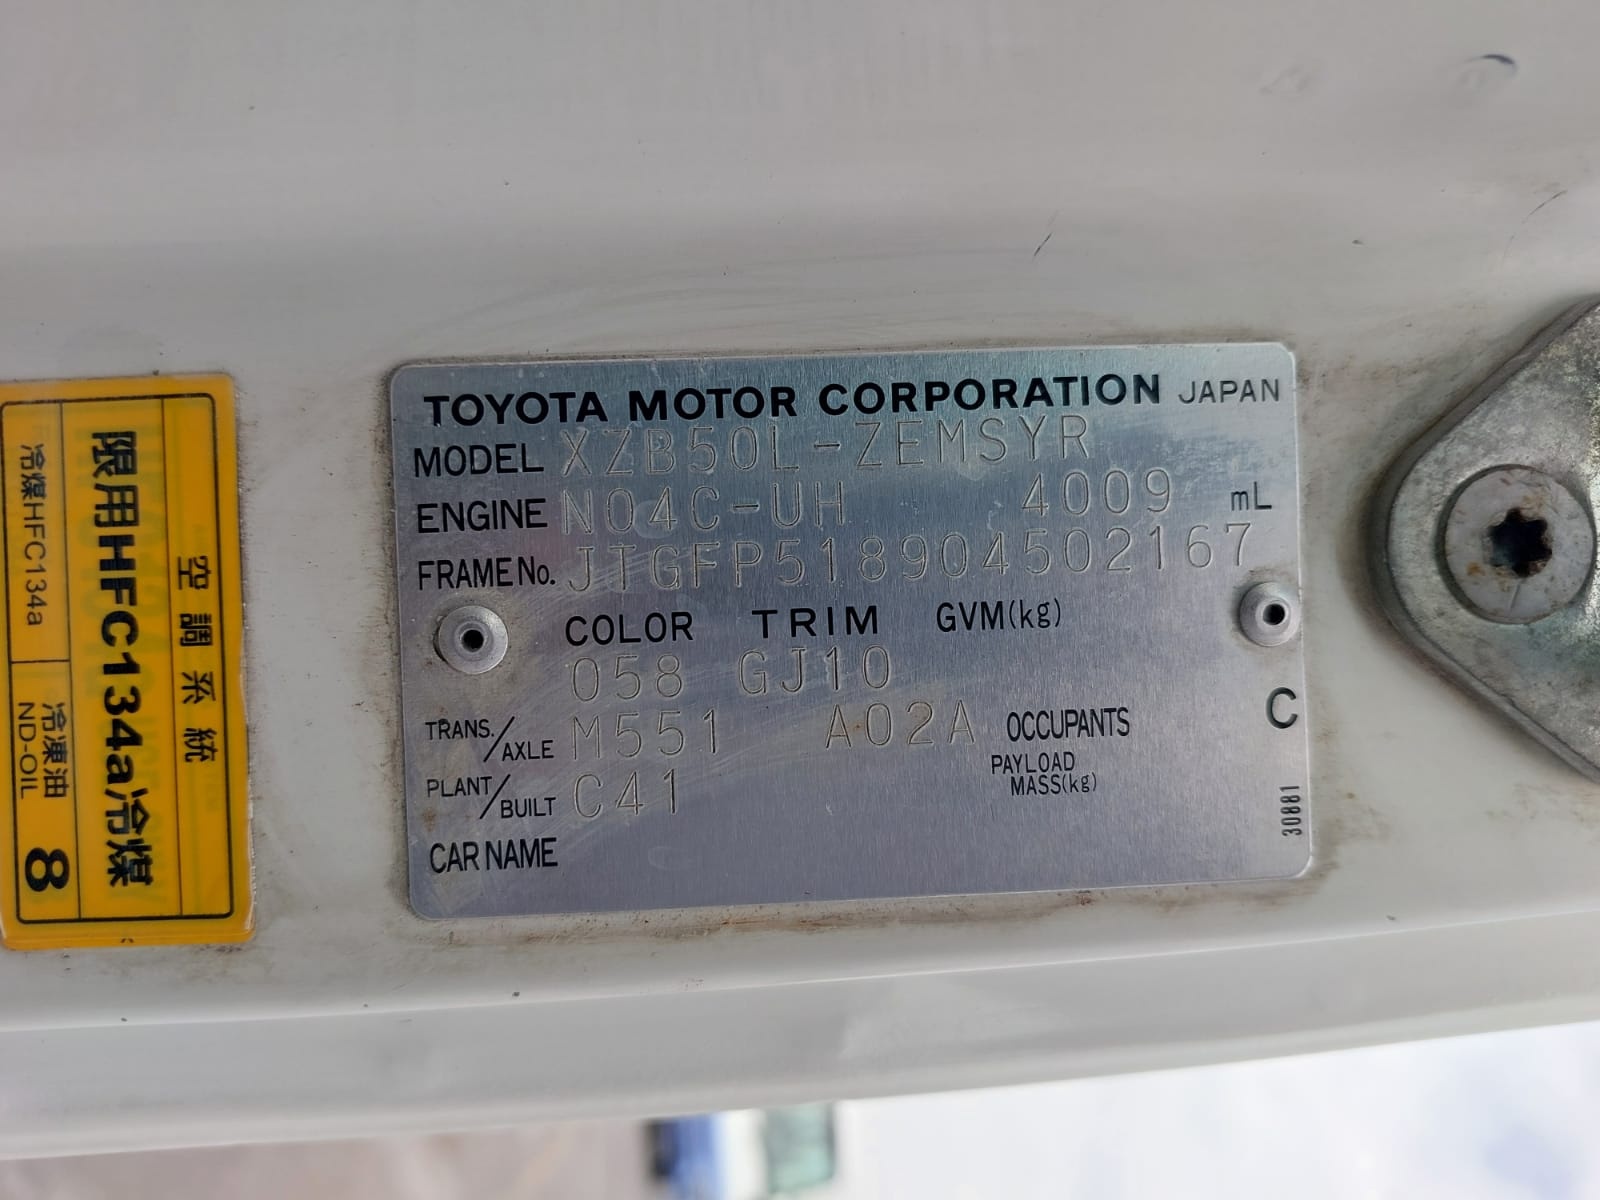 TOYOTA MOTOR CORPORATION JAPAN
MODEL XZB50L-ZEMSYR
ENGINE N04C-UH 4009 mL
FRAME No. JTGFP518904502167
COLOR TRIM GVM(kg)
058 GJ10
TRANS./AXLE M551 A02A OCCUPANTS C
PLANT/BUILT C41 PAYLOAD MASS(kg)
CAR NAME
30881
空調系統
限用HFC134a冷媒
冷煤HFC134a
冷凍油
ND-OIL
8